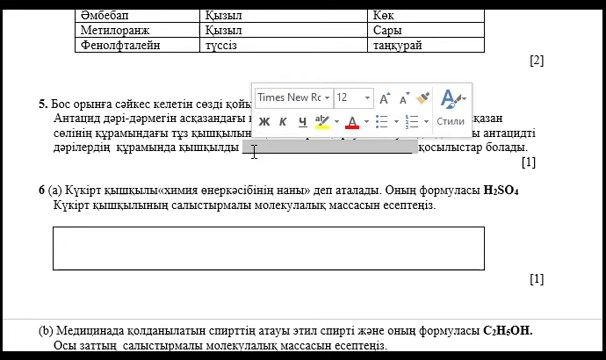 Әмбебап Қызыл Көк
Метилоранж Қызыл Сары
Фенолфталейн түссіз таңқурай
[2]
5. Бос орынға сәйкес келетін сөзді қойы
Times New Rc 12
Ж К Ч Стили
Антацид дәрі-дәрмегін асқазандағы асқазан
сөлінің құрамындағы тұз қышқылын ы антацидті
дәрілердің құрамында қышқылды ______ қосылыстар болады.
[1]
6 (а) Күкірт қышқылы«химия өнеркәсібінің наны» деп аталады. Оның формуласы H₂SO₄
Күкірт қышқылының салыстырмалы молекулалық массасын есептеңіз.
[1]
(b) Медицинада қолданылатын спирттің атауы этил спирті және оның формуласы C₂H₅OH.
Осы заттың салыстырмалы молекулалық массасын есептеңіз.